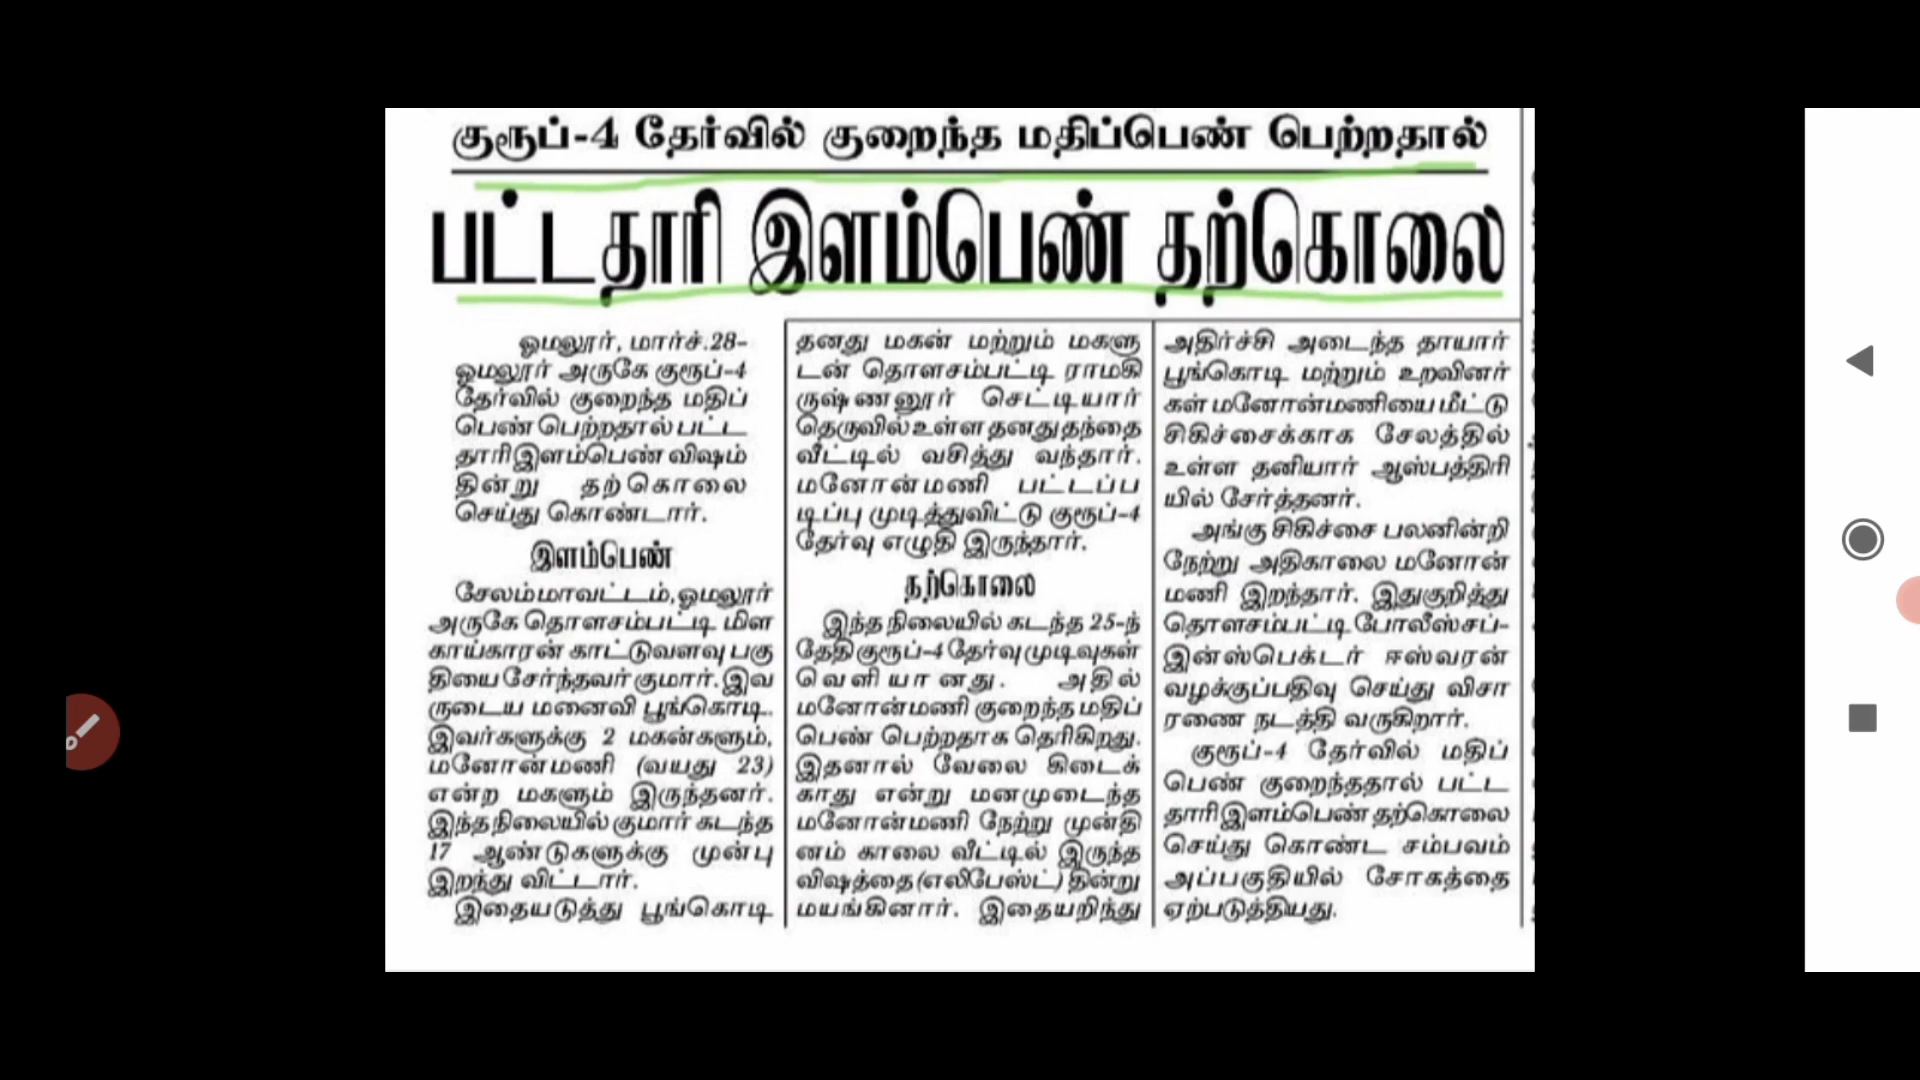 குரூப்-4 தேர்வில் குறைந்த மதிப்பெண் பெற்றதால்
பட்டதாரி இளம்பெண் தற்கொலை
ஓமலூர், மார்ச்.28-
ஓமலூர் அருகே குரூப்-4
தேர்வில் குறைந்த மதிப்
பெண் பெற்றதால் பட்ட
தாரி இளம்பெண் விஷம்
தின்று தற்கொலை
செய்து கொண்டார்.
இளம்பெண்
சேலம் மாவட்டம், ஓமலூர்
அருகே தொளசம்பட்டி மிள
காய்காரன் காட்டுவளவு பகு
தியை சேர்ந்தவர் குமார். இவ
ருடைய மனைவி பூங்கொடி.
இவர்களுக்கு 2 மகன்களும்,
மனோன்மணி (வயது 23)
என்ற மகளும் இருந்தனர்.
இந்த நிலையில் குமார் கடந்த
17 ஆண்டுகளுக்கு முன்பு
இறந்து விட்டார்.
இதையடுத்து பூங்கொடி
தனது மகன் மற்றும் மகளு
டன் தொளசம்பட்டி ராமகி
ருஷ்ணனூர் செட்டியார்
தெருவில் உள்ள தனது தந்தை
வீட்டில் வசித்து வந்தார்.
மனோன்மணி பட்டப்ப
டிப்பு முடித்துவிட்டு குரூப்-4
தேர்வு எழுதி இருந்தார்.
தற்கொலை
இந்த நிலையில் கடந்த 25-ந்
தேதி குரூப்-4 தேர்வு முடிவுகள்
வெளியானது. அதில்
மனோன்மணி குறைந்த மதிப்
பெண் பெற்றதாக தெரிகிறது.
இதனால் வேலை கிடைக்
காது என்று மனமுடைந்த
மனோன்மணி நேற்று முன்தி
னம் காலை வீட்டில் இருந்த
விஷத்தை (எலிபேஸ்ட்) தின்று
மயங்கினார். இதையறிந்து
அதிர்ச்சி அடைந்த தாயார்
பூங்கொடி மற்றும் உறவினர்
கள் மனோன்மணியை மீட்டு
சிகிச்சைக்காக சேலத்தில்
உள்ள தனியார் ஆஸ்பத்திரி
யில் சேர்த்தனர்.
அங்கு சிகிச்சை பலனின்றி
நேற்று அதிகாலை மனோன்
மணி இறந்தார். இதுகுறித்து
தொளசம்பட்டி போலீஸ் சப்-
இன்ஸ்பெக்டர் ஈஸ்வரன்
வழக்குப்பதிவு செய்து விசா
ரணை நடத்தி வருகிறார்.
குரூப்-4 தேர்வில் மதிப்
பெண் குறைந்ததால் பட்ட
தாரி இளம்பெண் தற்கொலை
செய்து கொண்ட சம்பவம்
அப்பகுதியில் சோகத்தை
ஏற்படுத்தியது.